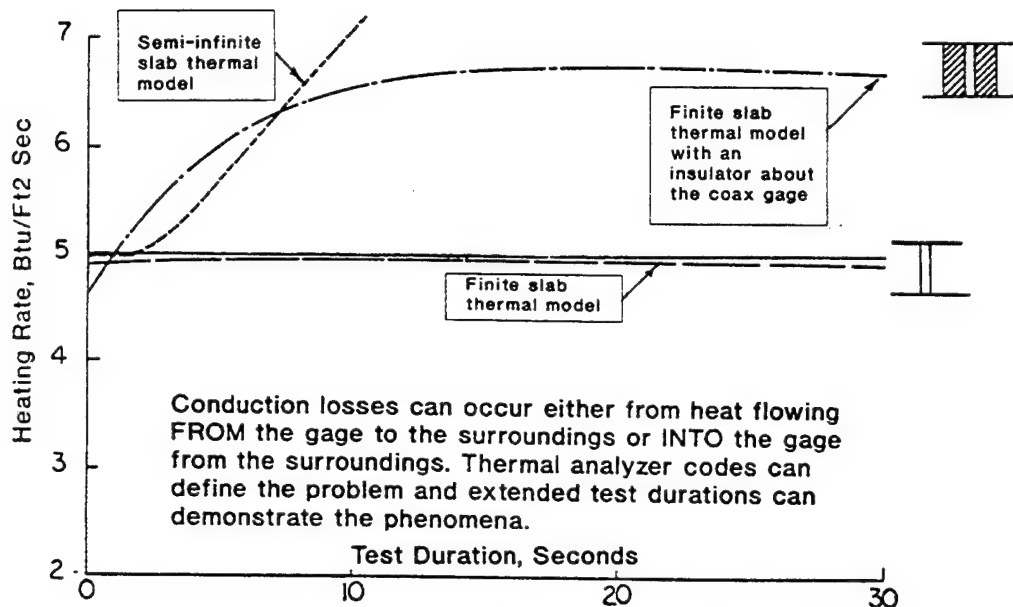 7
6
5
4
3
2
Heating Rate, Btu/Ft2 Sec
Semi-infinite
slab thermal
model
Finite slab
thermal model
with an
insulator about
the coax gage
Finite slab
thermal model
Conduction losses can occur either from heat flowing
FROM the gage to the surroundings or INTO the gage
from the surroundings. Thermal analyzer codes can
define the problem and extended test durations can
demonstrate the phenomena.
Test Duration, Seconds
0
10
20
30